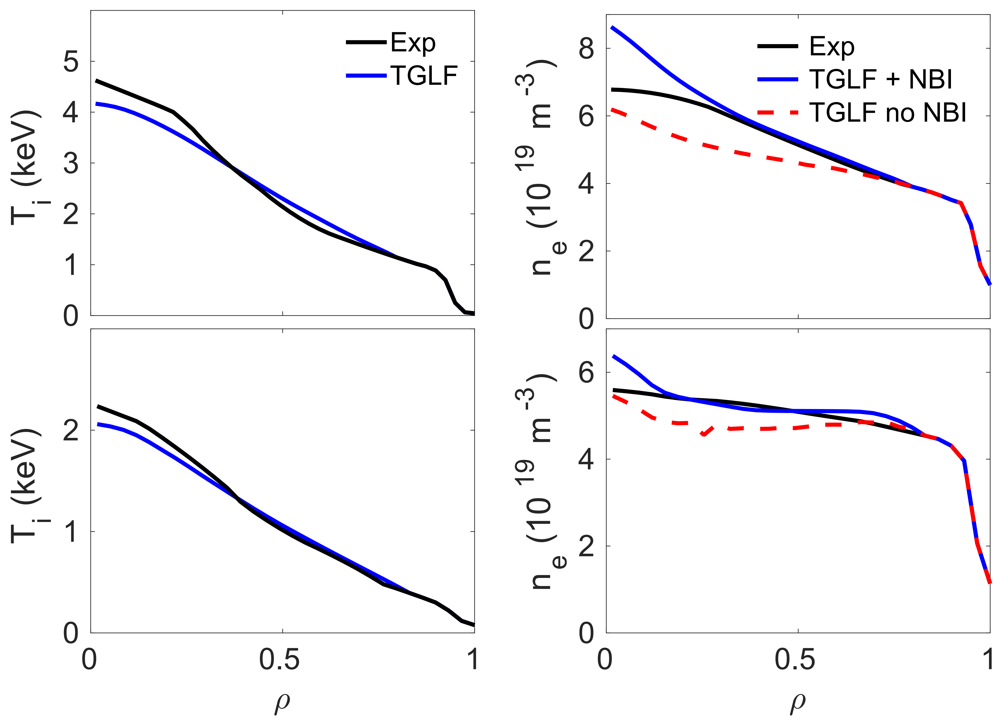 T_i (keV)
5
4
3
2
1
0
Exp
TGLF
n_e (10^19 m^-3)
8
6
4
2
0
Exp
TGLF + NBI
TGLF no NBI
T_i (keV)
2
1
0
0
0.5
1
ρ
n_e (10^19 m^-3)
6
4
2
0
0
0.5
1
ρ